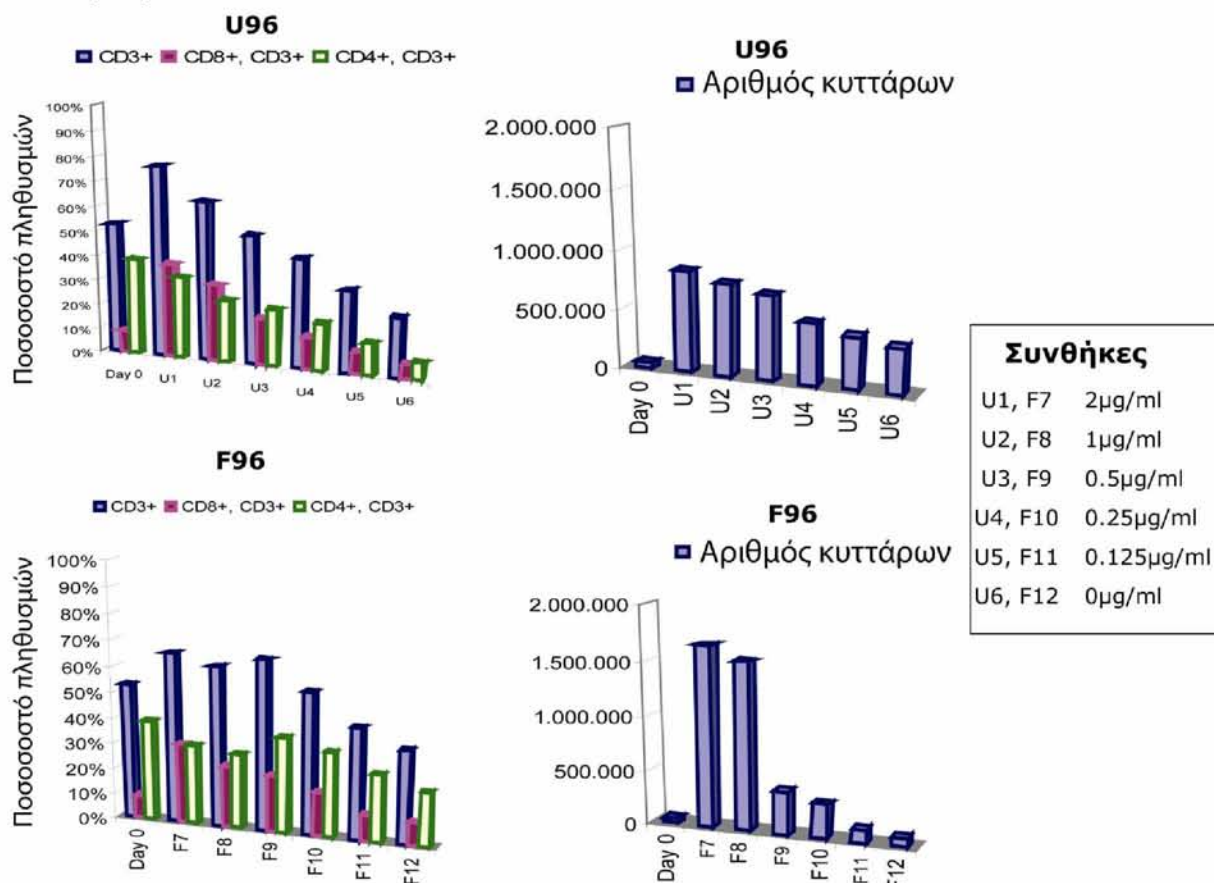 U96
CD3+ CD8+, CD3+ CD4+, CD3+
Ποσοσοστό πληθυσμών
100%
90%
80%
70%
60%
50%
40%
30%
20%
10%
0%
Day 0 U1 U2 U3 U4 U5 U6
U96
Αριθμός κυττάρων
2.000.000
1.500.000
1.000.000
500.000
0
Day 0 U1 U2 U3 U4 U5 U6
Συνθήκες
U1, F7 2μg/ml
U2, F8 1μg/ml
U3, F9 0.5μg/ml
U4, F10 0.25μg/ml
U5, F11 0.125μg/ml
U6, F12 0μg/ml
F96
CD3+ CD8+, CD3+ CD4+, CD3+
Ποσοσοστό πληθυσμών
100%
90%
80%
70%
60%
50%
40%
30%
20%
10%
0%
Day 0 F7 F8 F9 F10 F11 F12
F96
Αριθμός κυττάρων
2.000.000
1.500.000
1.000.000
500.000
0
Day 0 F7 F8 F9 F10 F11 F12